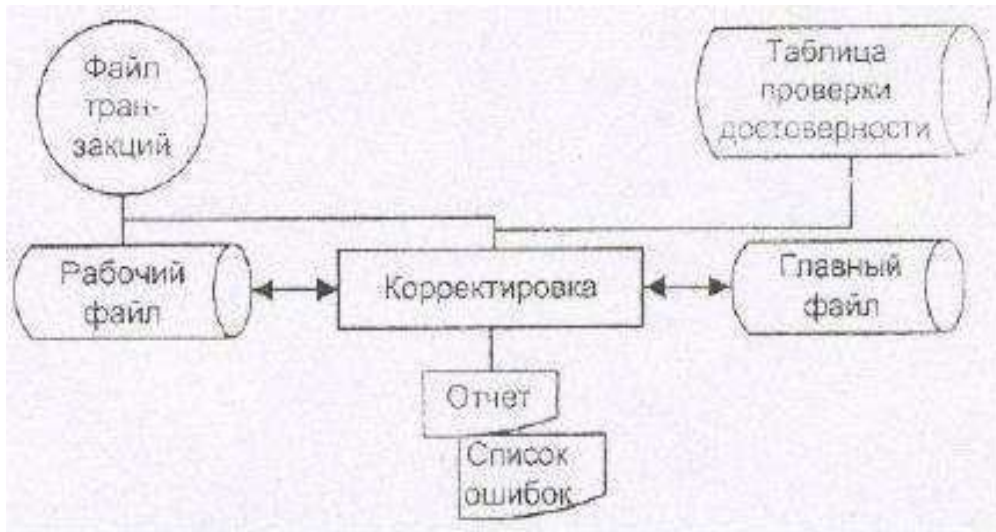 Файл
тран-
закций
Таблица
проверки
достоверности
Рабочий
файл
Корректировка
Главный
файл
Отчет
Список
ошибок